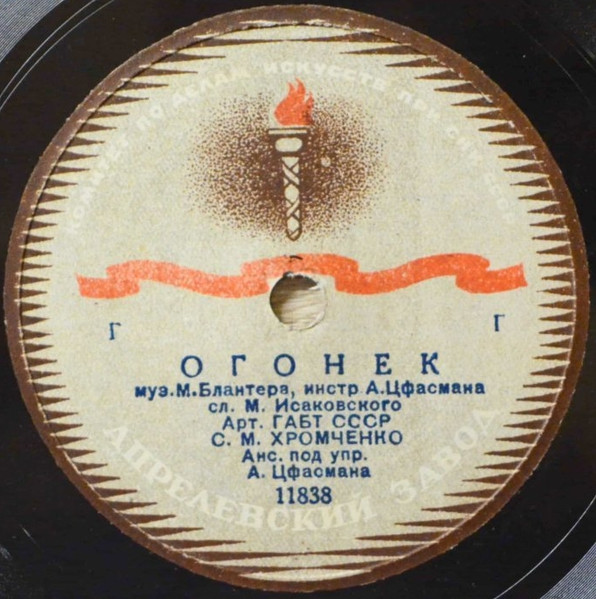 КОМИТЕТ ПО ДЕЛАМ ИСКУССТВ ПРИ СНК СССР
Г Г
ОГОНЕК
муз. М. Блантера, инстр. А. Цфасмана
сл. М. Исаковского
Арт. ГАБТ СССР
С. М. ХРОМЧЕНКО
Анс. под упр.
А. Цфасмана
11838
АПРЕЛЕВСКИЙ ЗАВОД